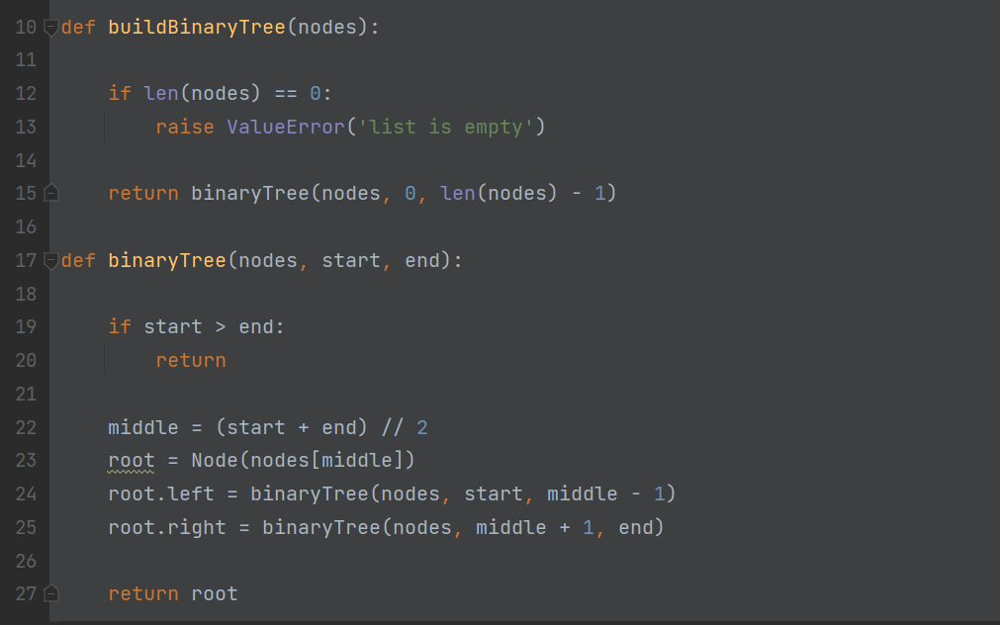 10 def buildBinaryTree(nodes):
11
12     if len(nodes) == 0:
13         raise ValueError('list is empty')
14
15     return binaryTree(nodes, 0, len(nodes) - 1)
16
17 def binaryTree(nodes, start, end):
18
19     if start > end:
20         return
21
22     middle = (start + end) // 2
23     root = Node(nodes[middle])
24     root.left = binaryTree(nodes, start, middle - 1)
25     root.right = binaryTree(nodes, middle + 1, end)
26
27     return root